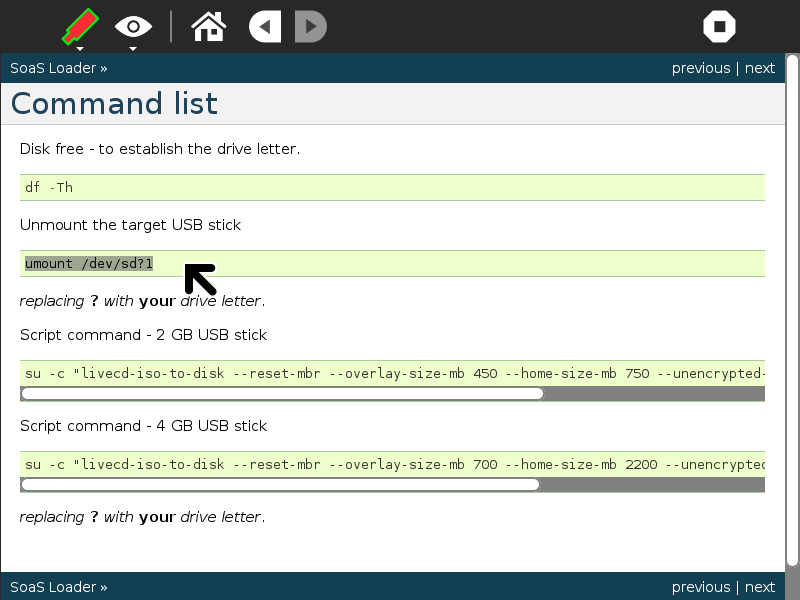 SoaS Loader » previous | next
Command list
Disk free - to establish the drive letter.
df -Th
Unmount the target USB stick
umount /dev/sd?1
replacing ? with your drive letter.
Script command - 2 GB USB stick
su -c "livecd-iso-to-disk --reset-mbr --overlay-size-mb 450 --home-size-mb 750 --unencrypted-
Script command - 4 GB USB stick
su -c "livecd-iso-to-disk --reset-mbr --overlay-size-mb 700 --home-size-mb 2200 --unencrypted
replacing ? with your drive letter.
SoaS Loader » previous | next